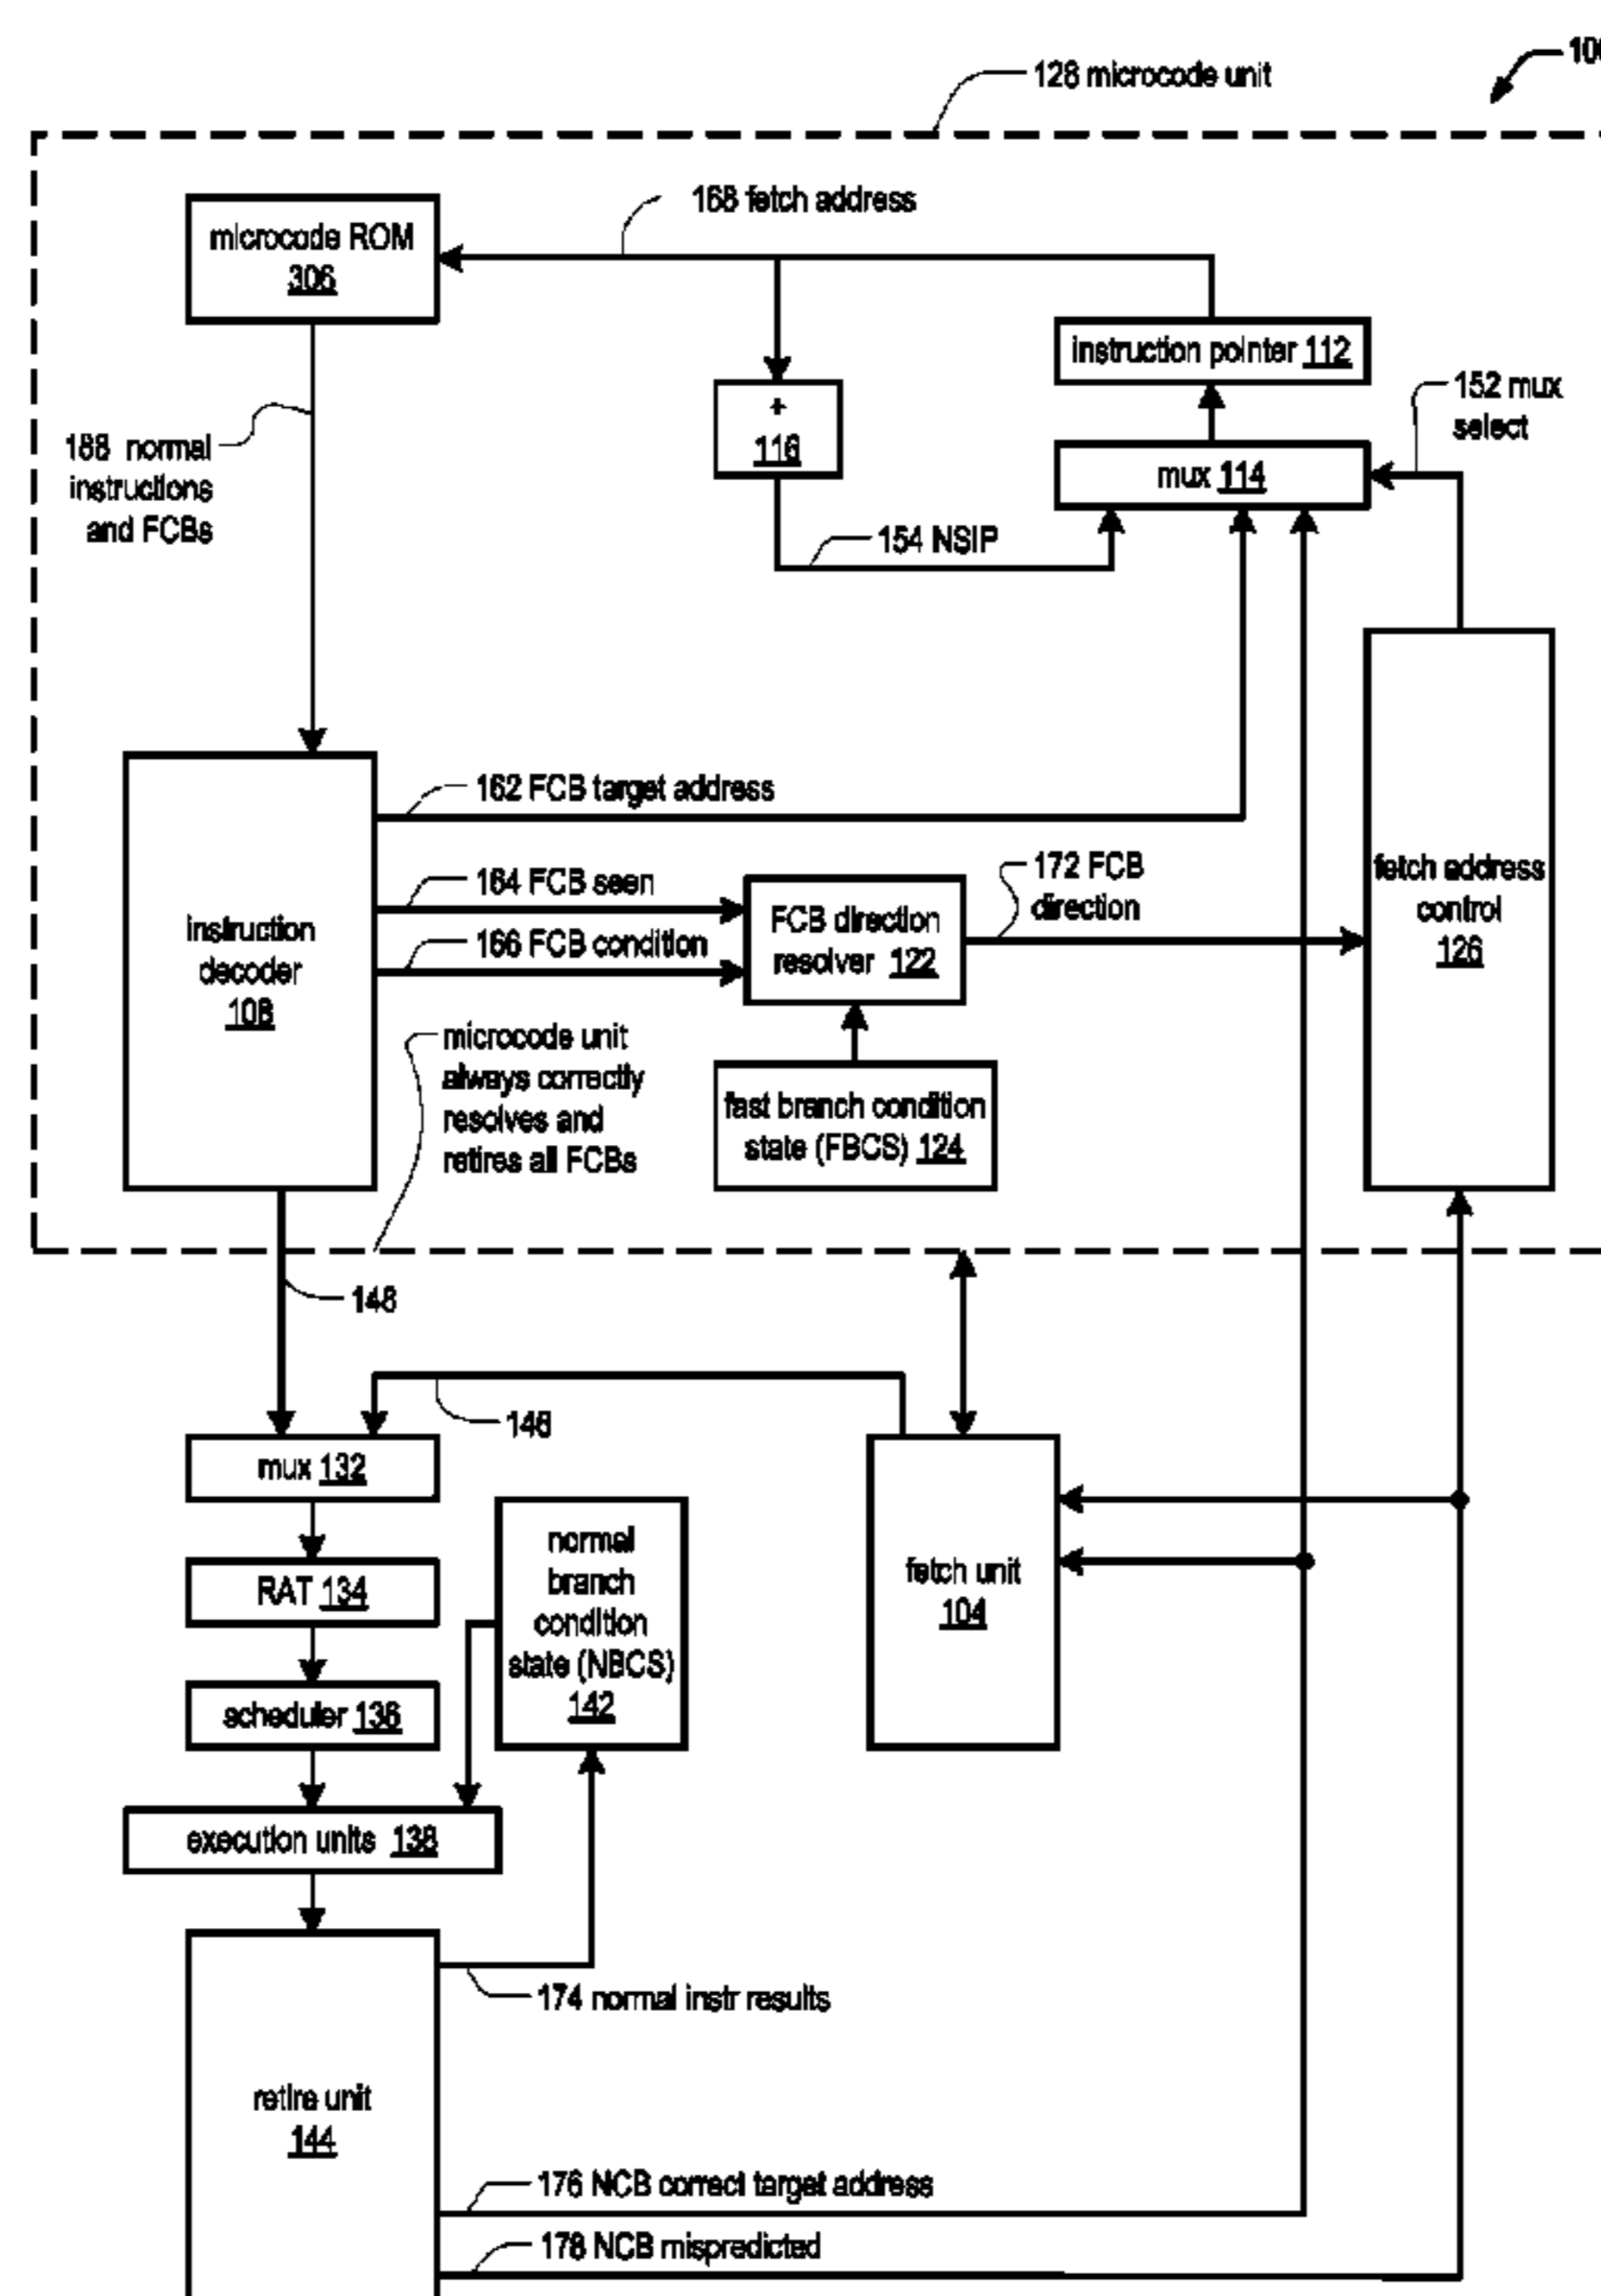 128 microcode unit
microcode ROM
306
168 fetch address
instruction pointer 112
152 mux
select
+
116
mux 114
188 normal
instructions
and FCBs
154 NSIP
162 FCB target address
164 FCB seen
166 FCB condition
instruction
decoder
108
FCB direction
resolver 122
172 FCB
direction
fetch address
control
126
microcode unit
always correctly
resolves and
retires all FCBs
fast branch condition
state (FBCS) 124
148
146
mux 132
RAT 134
scheduler 136
execution units 138
normal
branch
condition
state (NBCS)
142
fetch unit
104
174 normal instr results
retire unit
144
176 NCB correct target address
178 NCB mispredicted